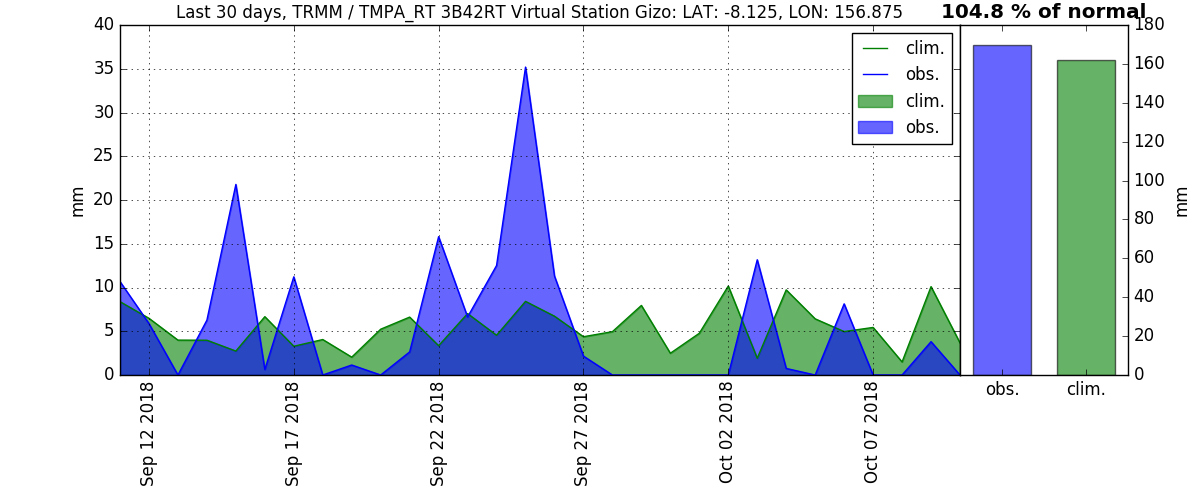 Last 30 days, TRMM / TMPA_RT 3B42RT Virtual Station Gizo: LAT: -8.125, LON: 156.875
104.8 % of normal
40
35
30
25
20
15
10
5
0
mm
clim.
obs.
clim.
obs.
180
160
140
120
100
80
60
40
20
0
mm
obs.
clim.
Sep 12 2018
Sep 17 2018
Sep 22 2018
Sep 27 2018
Oct 02 2018
Oct 07 2018